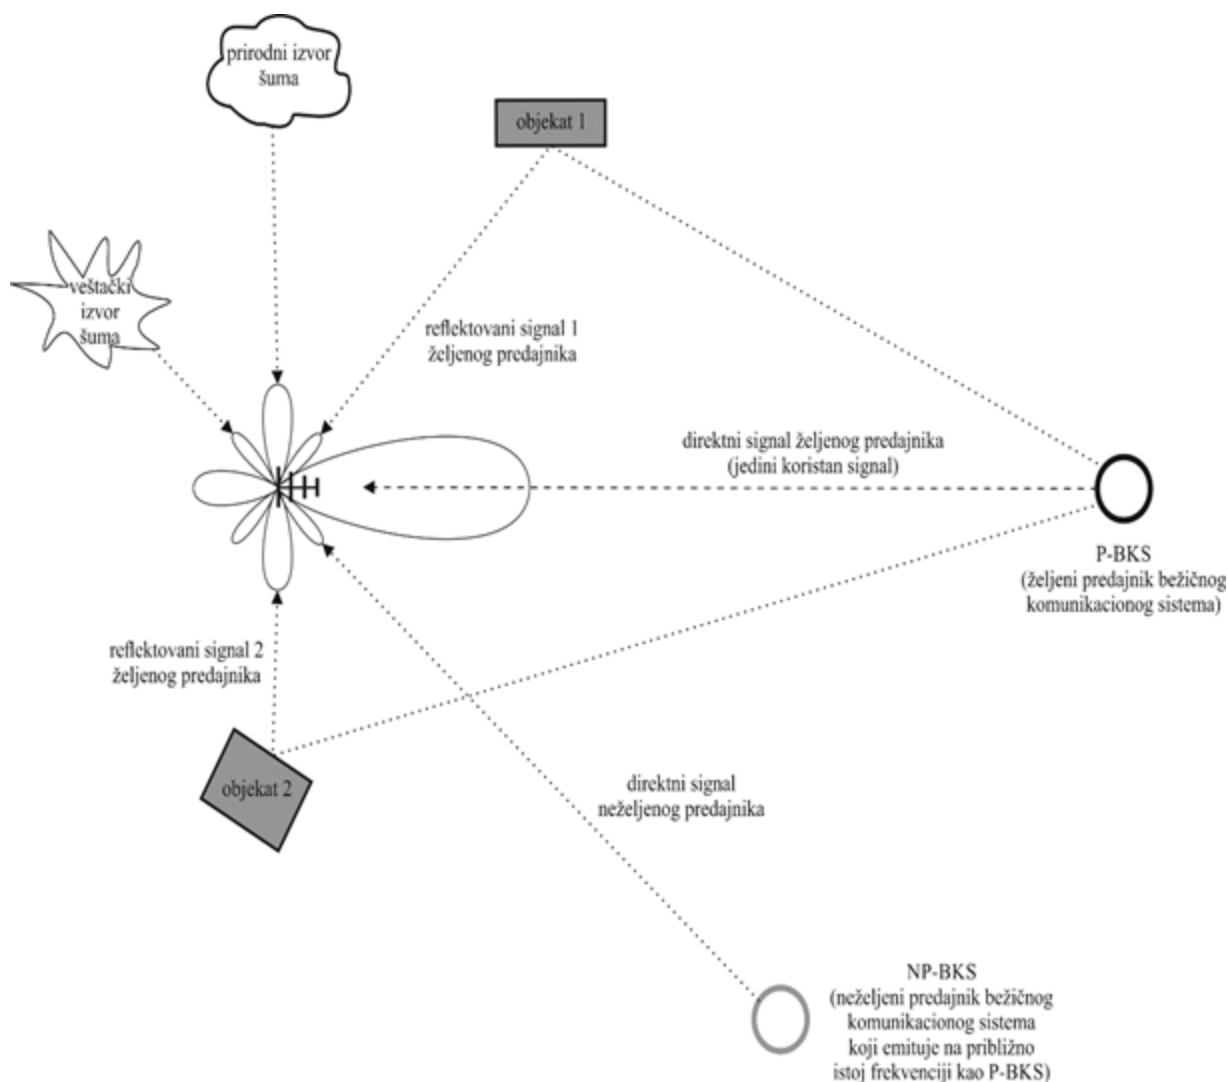 prirodni izvor
šuma
objekat 1
veštački
izvor
šuma
reflektovani signal 1
željenog predajnika
direktni signal željenog predajnika
(jedini koristan signal)
P-BKS
(željeni predajnik bežičnog
komunikacionog sistema)
reflektovani signal 2
željenog predajnika
objekat 2
direktni signal
neželjenog predajnika
NP-BKS
(neželjeni predajnik bežičnog
komunikacionog sistema
koji emituje na približno
istoj frekvenciji kao P-BKS)